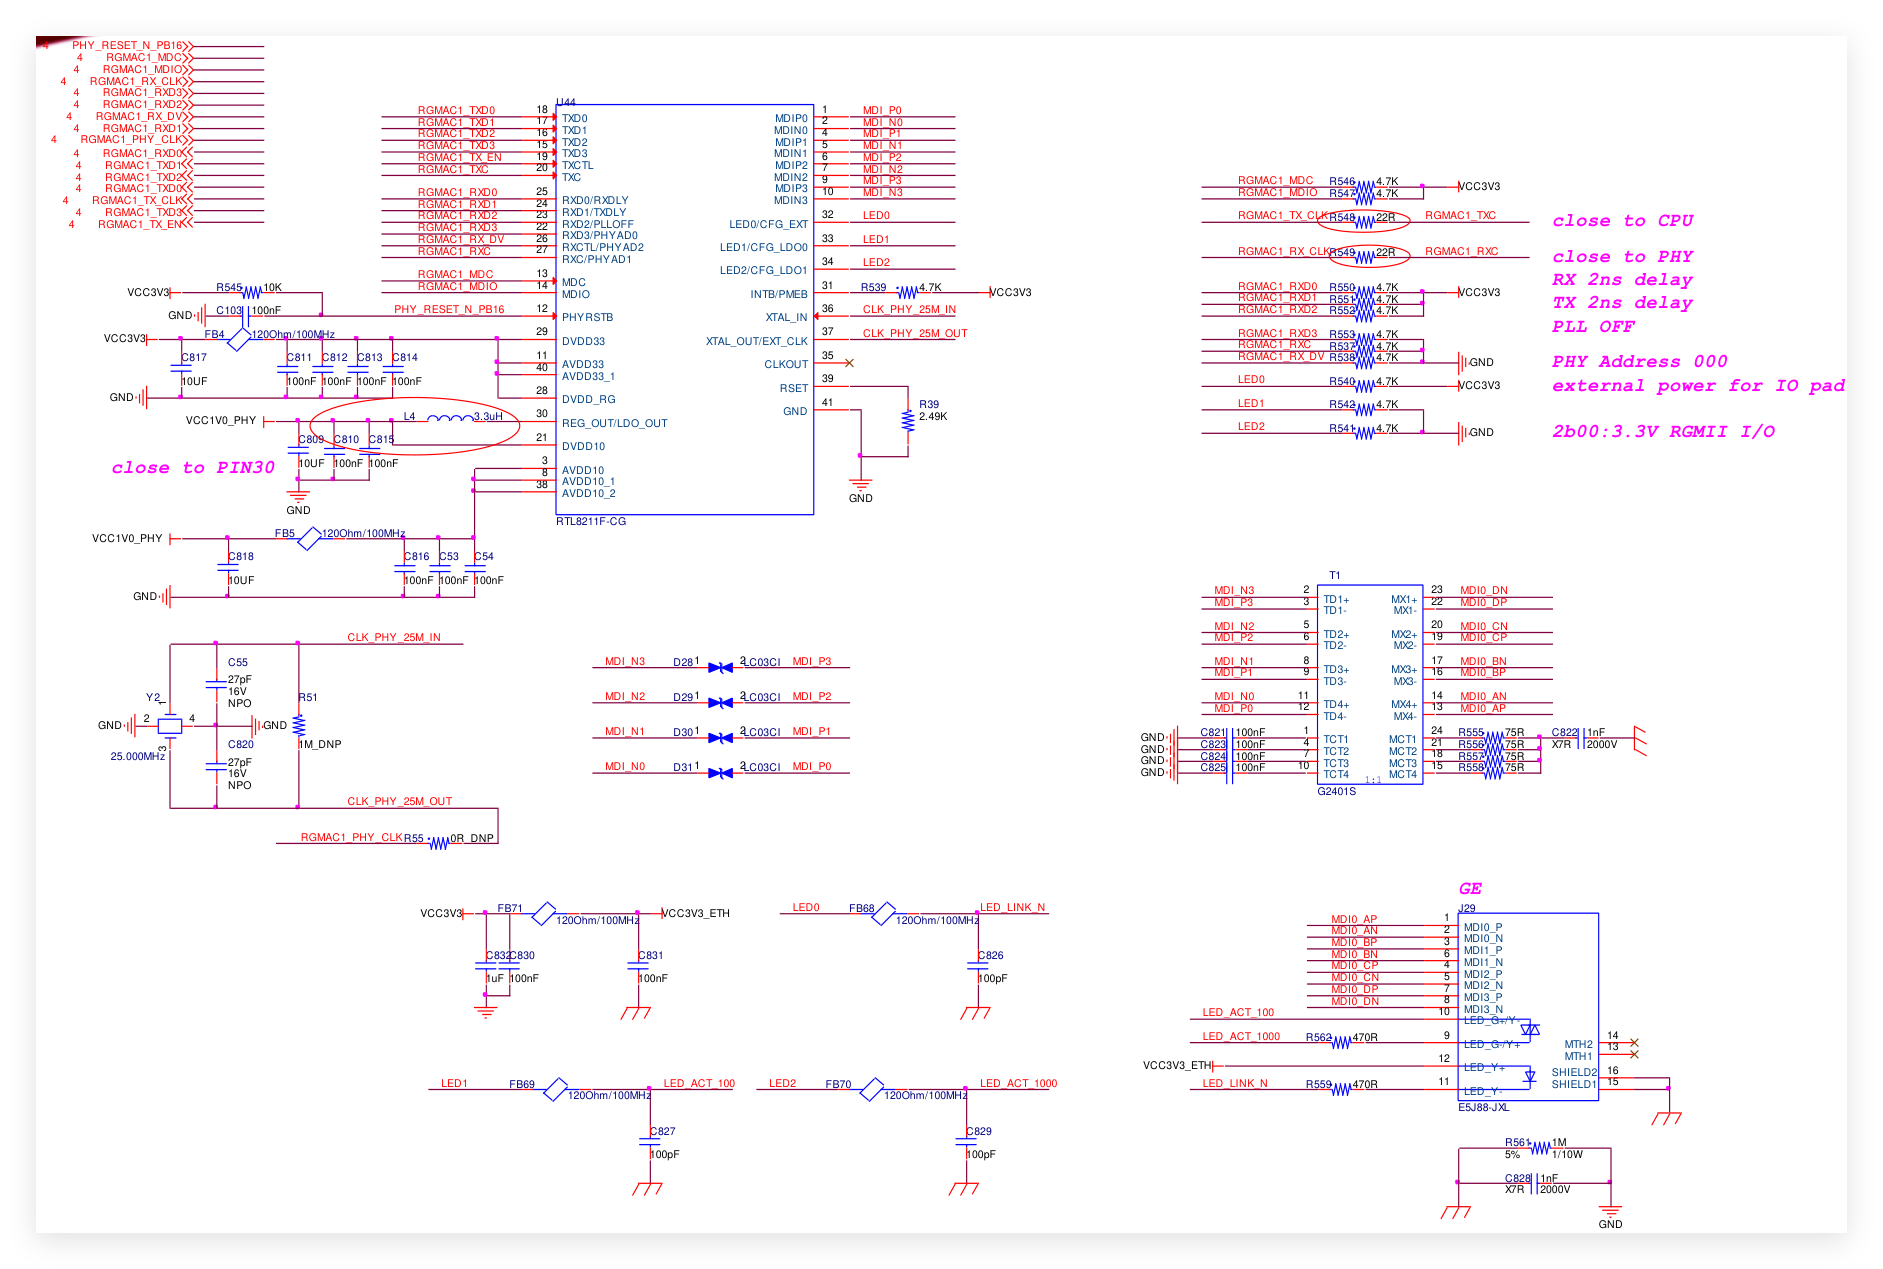 4 PHY_RESET_N_PB16
4 RGMAC1_MDC
4 RGMAC1_MDIO
4 RGMAC1_RX_CLK
4 RGMAC1_RXD3
4 RGMAC1_RXD2
4 RGMAC1_RX_DV
4 RGMAC1_RXD1
4 RGMAC1_PHY_CLK
4 RGMAC1_RXD0
4 RGMAC1_TXD1
4 RGMAC1_TXD2
4 RGMAC1_TXD0
4 RGMAC1_TX_CLK
4 RGMAC1_TXD3
4 RGMAC1_TX_EN
U44
RGMAC1_TXD0 18 TXD0
RGMAC1_TXD1 17 TXD1
RGMAC1_TXD2 16 TXD2
RGMAC1_TXD3 15 TXD3
RGMAC1_TX_EN 19 TXCTL
RGMAC1_TXC 20 TXC
RGMAC1_RXD0 25 RXD0/RXDLY
RGMAC1_RXD1 24 RXD1/TXDLY
RGMAC1_RXD2 23 RXD2/PLLOFF
RGMAC1_RXD3 22 RXD3/PHYAD0
RGMAC1_RX_DV 26 RXCTL/PHYAD2
RGMAC1_RXC 27 RXC/PHYAD1
RGMAC1_MDC 13 MDC
RGMAC1_MDIO 14 MDIO
VCC3V3 R545 10K
GND C103 100nF PHY_RESET_N_PB16 12 PHYRSTB
VCC3V3 FB4 120Ohm/100MHz 29 DVDD33
C817 C811 C812 C813 C814 11 AVDD33
40 AVDD33_1
10UF 100nF 100nF 100nF 100nF
GND 28 DVDD_RG
VCC1V0_PHY L4 3.3uH 30 REG_OUT/LDO_OUT
C809 C810 C815 21 DVDD10
10UF 100nF 100nF
close to PIN30
3 AVDD10
8 AVDD10_1
38 AVDD10_2
GND
RTL8211F-CG
MDIP0 1 MDI_P0
MDIN0 2 MDI_N0
MDIP1 4 MDI_P1
MDIN1 5 MDI_N1
MDIP2 6 MDI_P2
MDIN2 7 MDI_N2
MDIP3 9 MDI_P3
MDIN3 10 MDI_N3
LED0/CFG_EXT 32 LED0
LED1/CFG_LDO0 33 LED1
LED2/CFG_LDO1 34 LED2
INTB/PMEB 31 R539 4.7K VCC3V3
XTAL_IN 36 CLK_PHY_25M_IN
XTAL_OUT/EXT_CLK 37 CLK_PHY_25M_OUT
CLKOUT 35
RSET 39
GND 41
R39
2.49K
GND
RGMAC1_MDC R546 4.7K VCC3V3
RGMAC1_MDIO R547 4.7K
RGMAC1_TX_CLK R548 22R RGMAC1_TXC close to CPU
RGMAC1_RX_CLK R549 22R RGMAC1_RXC close to PHY
RX 2ns delay
RGMAC1_RXD0 R550 4.7K VCC3V3
RGMAC1_RXD1 R551 4.7K TX 2ns delay
RGMAC1_RXD2 R552 4.7K
PLL OFF
RGMAC1_RXD3 R553 4.7K
RGMAC1_RXC R537 4.7K
RGMAC1_RX_DV R538 4.7K GND PHY Address 000
LED0 R540 4.7K VCC3V3 external power for IO pad
LED1 R542 4.7K
LED2 R541 4.7K GND 2b00:3.3V RGMII I/O
VCC1V0_PHY FB5 120Ohm/100MHz
C818 C816 C53 C54
10UF 100nF 100nF 100nF
GND
CLK_PHY_25M_IN
C55
27pF
16V
NPO
Y2 1 R51
GND 2 4 GND
3 C820 1M_DNP
25.000MHz 27pF
16V
NPO
CLK_PHY_25M_OUT
RGMAC1_PHY_CLK R55 0R_DNP
MDI_N3 D28 1 2 LC03CI MDI_P3
MDI_N2 D29 1 2 LC03CI MDI_P2
MDI_N1 D30 1 2 LC03CI MDI_P1
MDI_N0 D31 1 2 LC03CI MDI_P0
T1
MDI_N3 2 TD1+ MX1+ 23 MDI0_DN
MDI_P3 3 TD1- MX1- 22 MDI0_DP
MDI_N2 5 TD2+ MX2+ 20 MDI0_CN
MDI_P2 6 TD2- MX2- 19 MDI0_CP
MDI_N1 8 TD3+ MX3+ 17 MDI0_BN
MDI_P1 9 TD3- MX3- 16 MDI0_BP
MDI_N0 11 TD4+ MX4+ 14 MDI0_AN
MDI_P0 12 TD4- MX4- 13 MDI0_AP
GND C821 100nF 1 TCT1 MCT1 24 R555 75R C822 1nF
GND C823 100nF 4 TCT2 MCT2 21 R556 75R X7R 2000V
GND C824 100nF 7 TCT3 MCT3 18 R557 75R
GND C825 100nF 10 TCT4 MCT4 15 R558 75R
1:1
G2401S
VCC3V3 FB71 120Ohm/100MHz VCC3V3_ETH
C832 C830 C831
1uF 100nF 100nF
LED0 FB68 120Ohm/100MHz LED_LINK_N
C826
100pF
LED1 FB69 120Ohm/100MHz LED_ACT_100
C827
100pF
LED2 FB70 120Ohm/100MHz LED_ACT_1000
C829
100pF
GE
J29
MDI0_AP 1 MDI0_P
MDI0_AN 2 MDI0_N
MDI0_BP 3 MDI1_P
MDI0_BN 6 MDI1_N
MDI0_CP 4 MDI2_P
MDI0_CN 5 MDI2_N
MDI0_DP 7 MDI3_P
MDI0_DN 8 MDI3_N
LED_ACT_100 10 LED_G+/Y-
LED_ACT_1000 R562 470R 9 LED_G-/Y+
VCC3V3_ETH 12 LED_Y+
LED_LINK_N R559 470R 11 LED_Y-
MTH2 14
MTH1 13
SHIELD2 16
SHIELD1 15
E5J88-JXL
R561 1M
5% 1/10W
C828 1nF
X7R 2000V
GND